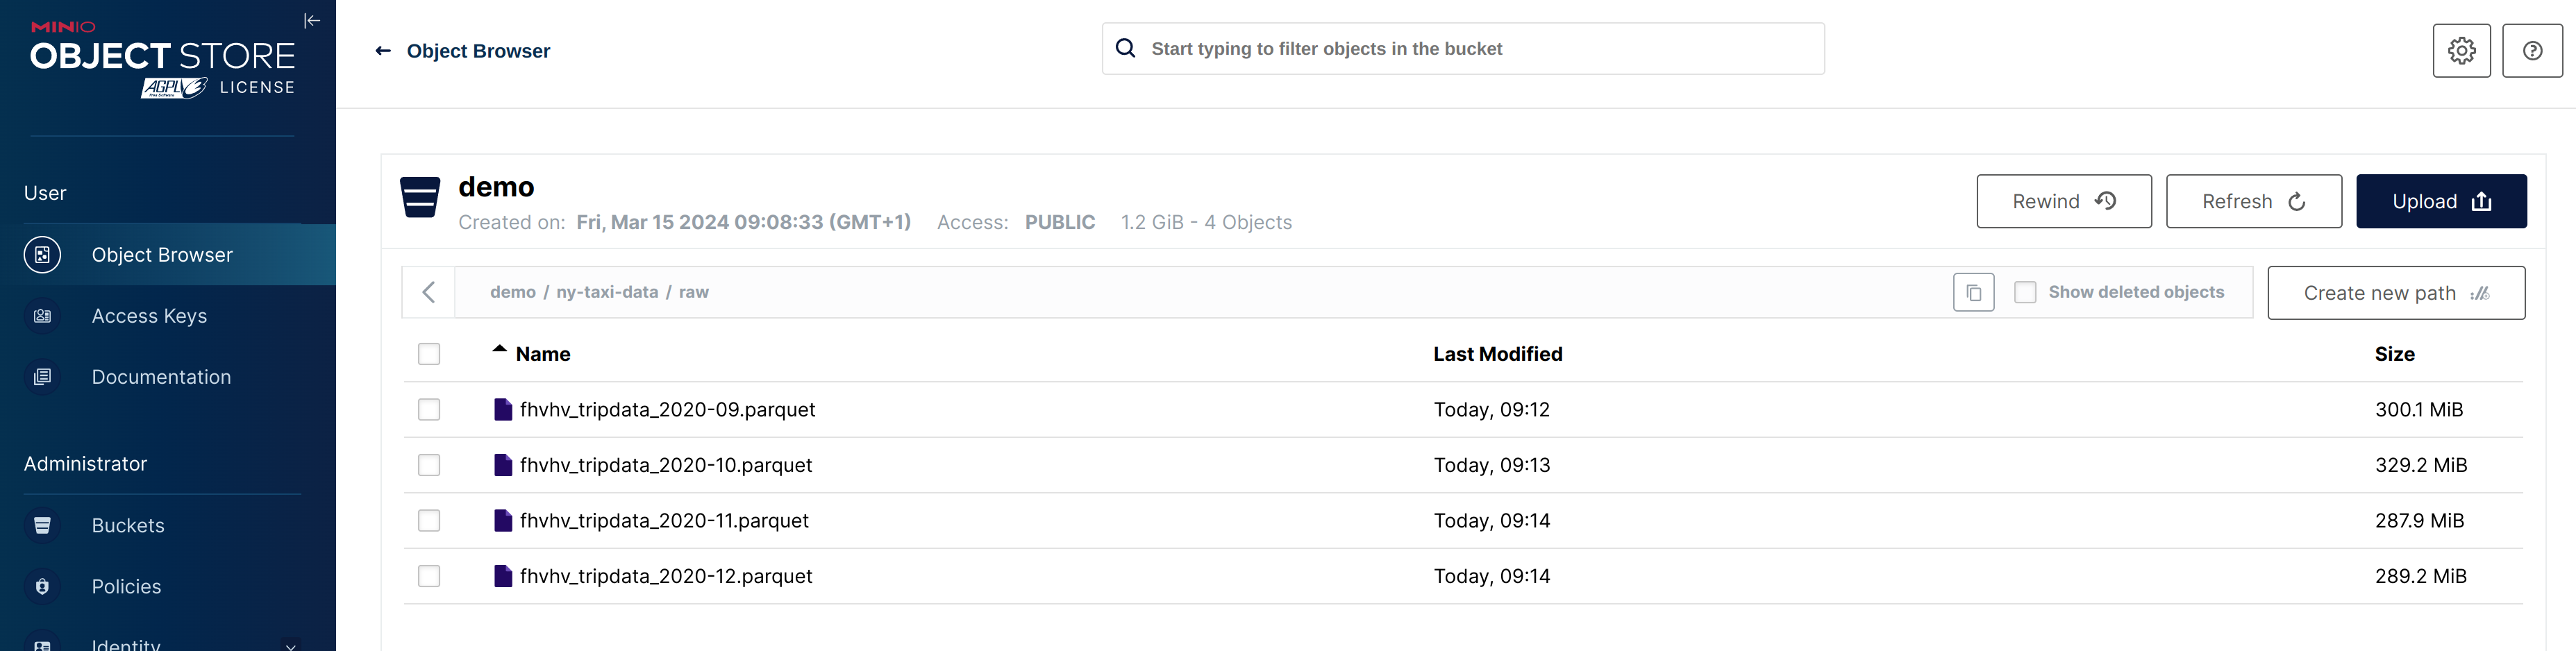 MINIO
OBJECT STORE
AGPL v3 LICENSE
Free Software
User
Object Browser
Access Keys
Documentation
Administrator
Buckets
Policies
Identity
Object Browser
Start typing to filter objects in the bucket
demo
Created on: Fri, Mar 15 2024 09:08:33 (GMT+1) Access: PUBLIC 1.2 GiB - 4 Objects
Rewind
Refresh
Upload
demo / ny-taxi-data / raw
Show deleted objects
Create new path
Name Last Modified Size
fhvhv_tripdata_2020-09.parquet Today, 09:12 300.1 MiB
fhvhv_tripdata_2020-10.parquet Today, 09:13 329.2 MiB
fhvhv_tripdata_2020-11.parquet Today, 09:14 287.9 MiB
fhvhv_tripdata_2020-12.parquet Today, 09:14 289.2 MiB